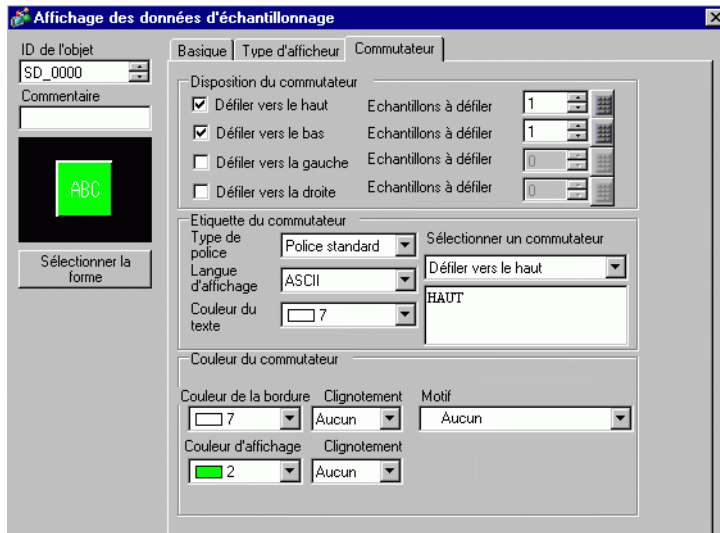 Affichage des données d'échantillonnage
ID de l'objet
SD_0000
Commentaire
ABC
Sélectionner la
forme
Basique
Type d'afficheur
Commutateur
Disposition du commutateur
Défiler vers le haut Echantillons à défiler 1
Défiler vers le bas Echantillons à défiler 1
Défiler vers la gauche Echantillons à défiler 0
Défiler vers la droite Echantillons à défiler 0
Etiquette du commutateur
Type de
police
Police standard
Langue
d'affichage
ASCII
Couleur du
texte
7
Sélectionner un commutateur
Défiler vers le haut
HAUT
Couleur du commutateur
Couleur de la bordure Clignotement Motif
7 Aucun Aucun
Couleur d'affichage Clignotement
2 Aucun